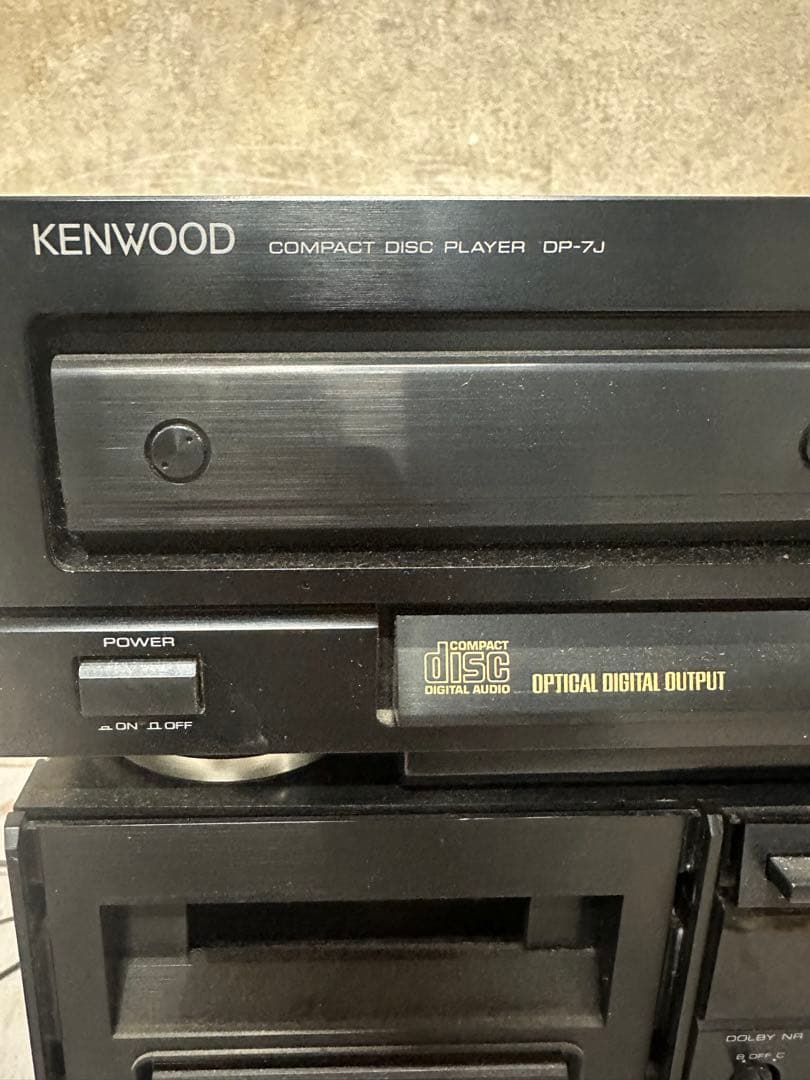 KENWOOD COMPACT DISC PLAYER DP-7J
POWER
ON OFF
COMPACT
disc
DIGITAL AUDIO
OPTICAL DIGITAL OUTPUT
DOLBY NR
B OFF C